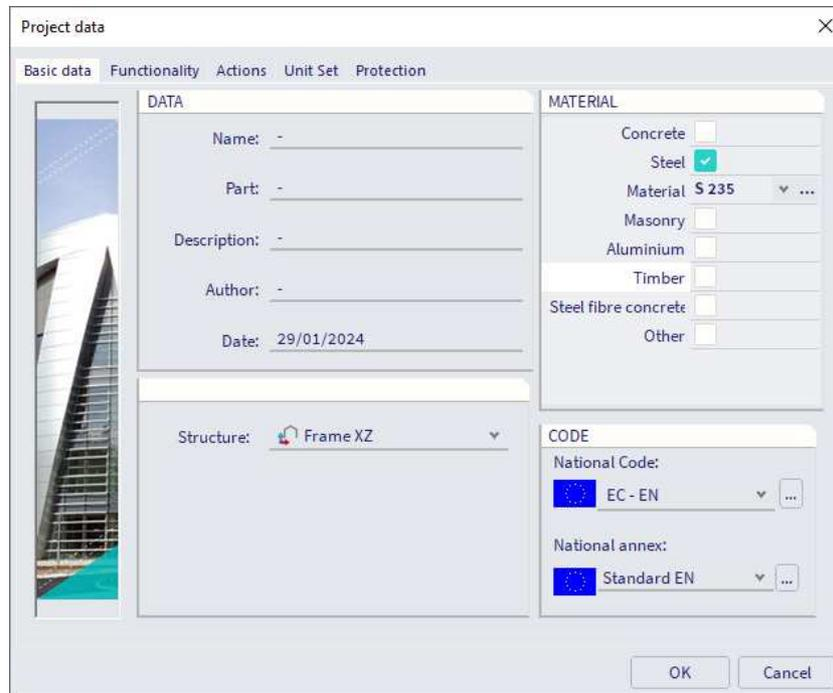 Project data
Basic data Functionality Actions Unit Set Protection
DATA
Name: -
Part: -
Description: -
Author: -
Date: 29/01/2024
Structure: Frame XZ
MATERIAL
Concrete
Steel
Material S 235 ...
Masonry
Aluminium
Timber
Steel fibre concrete
Other
CODE
National Code:
EC - EN ...
National annex:
Standard EN ...
OK Cancel